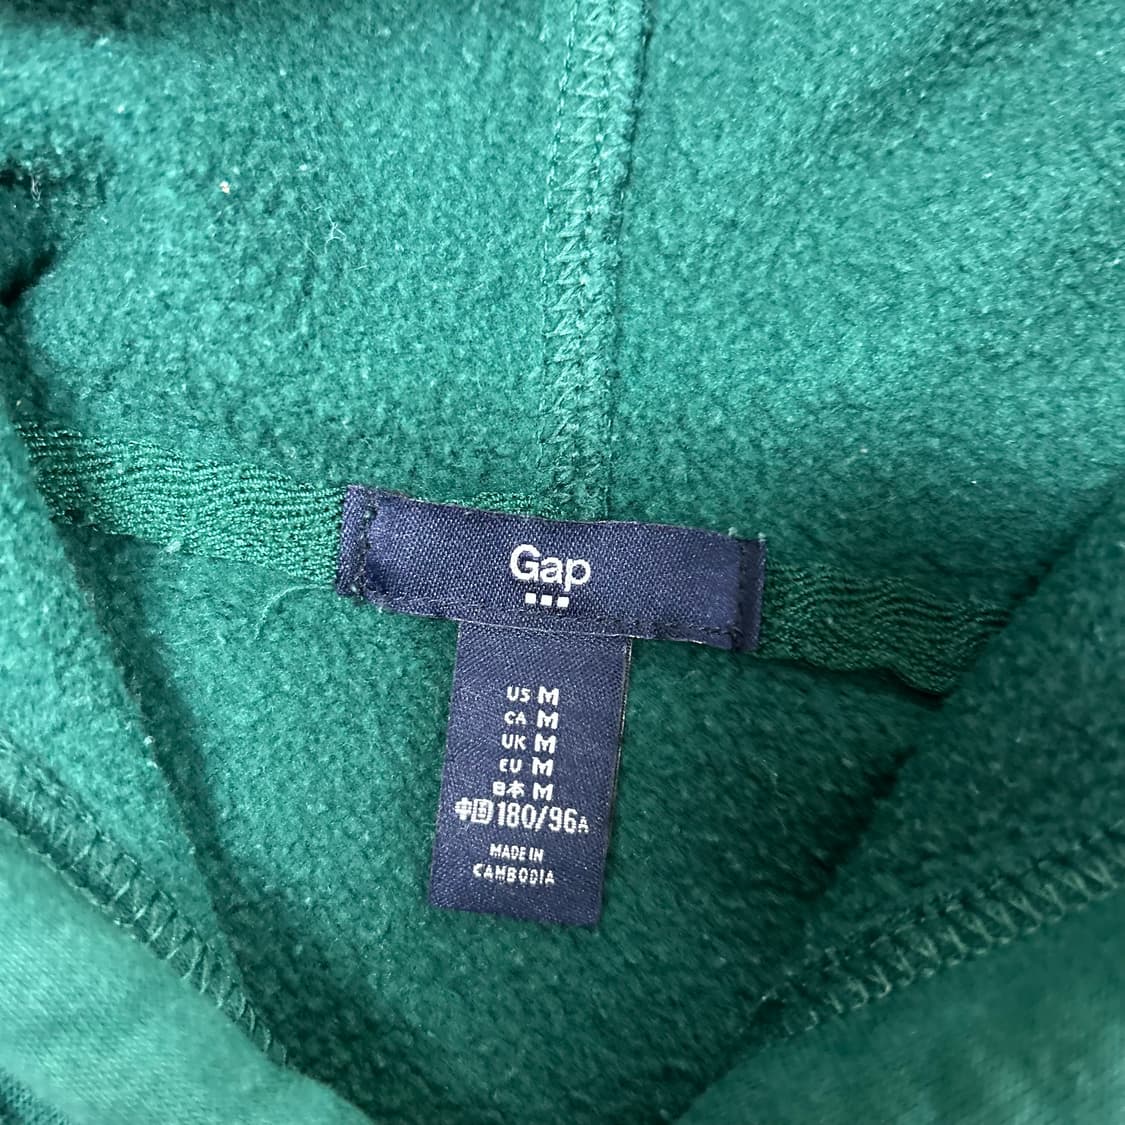 Gap
US M
CA M
UK M
EU M
日本 M
中国 180/96A
MADE IN
CAMBODIA